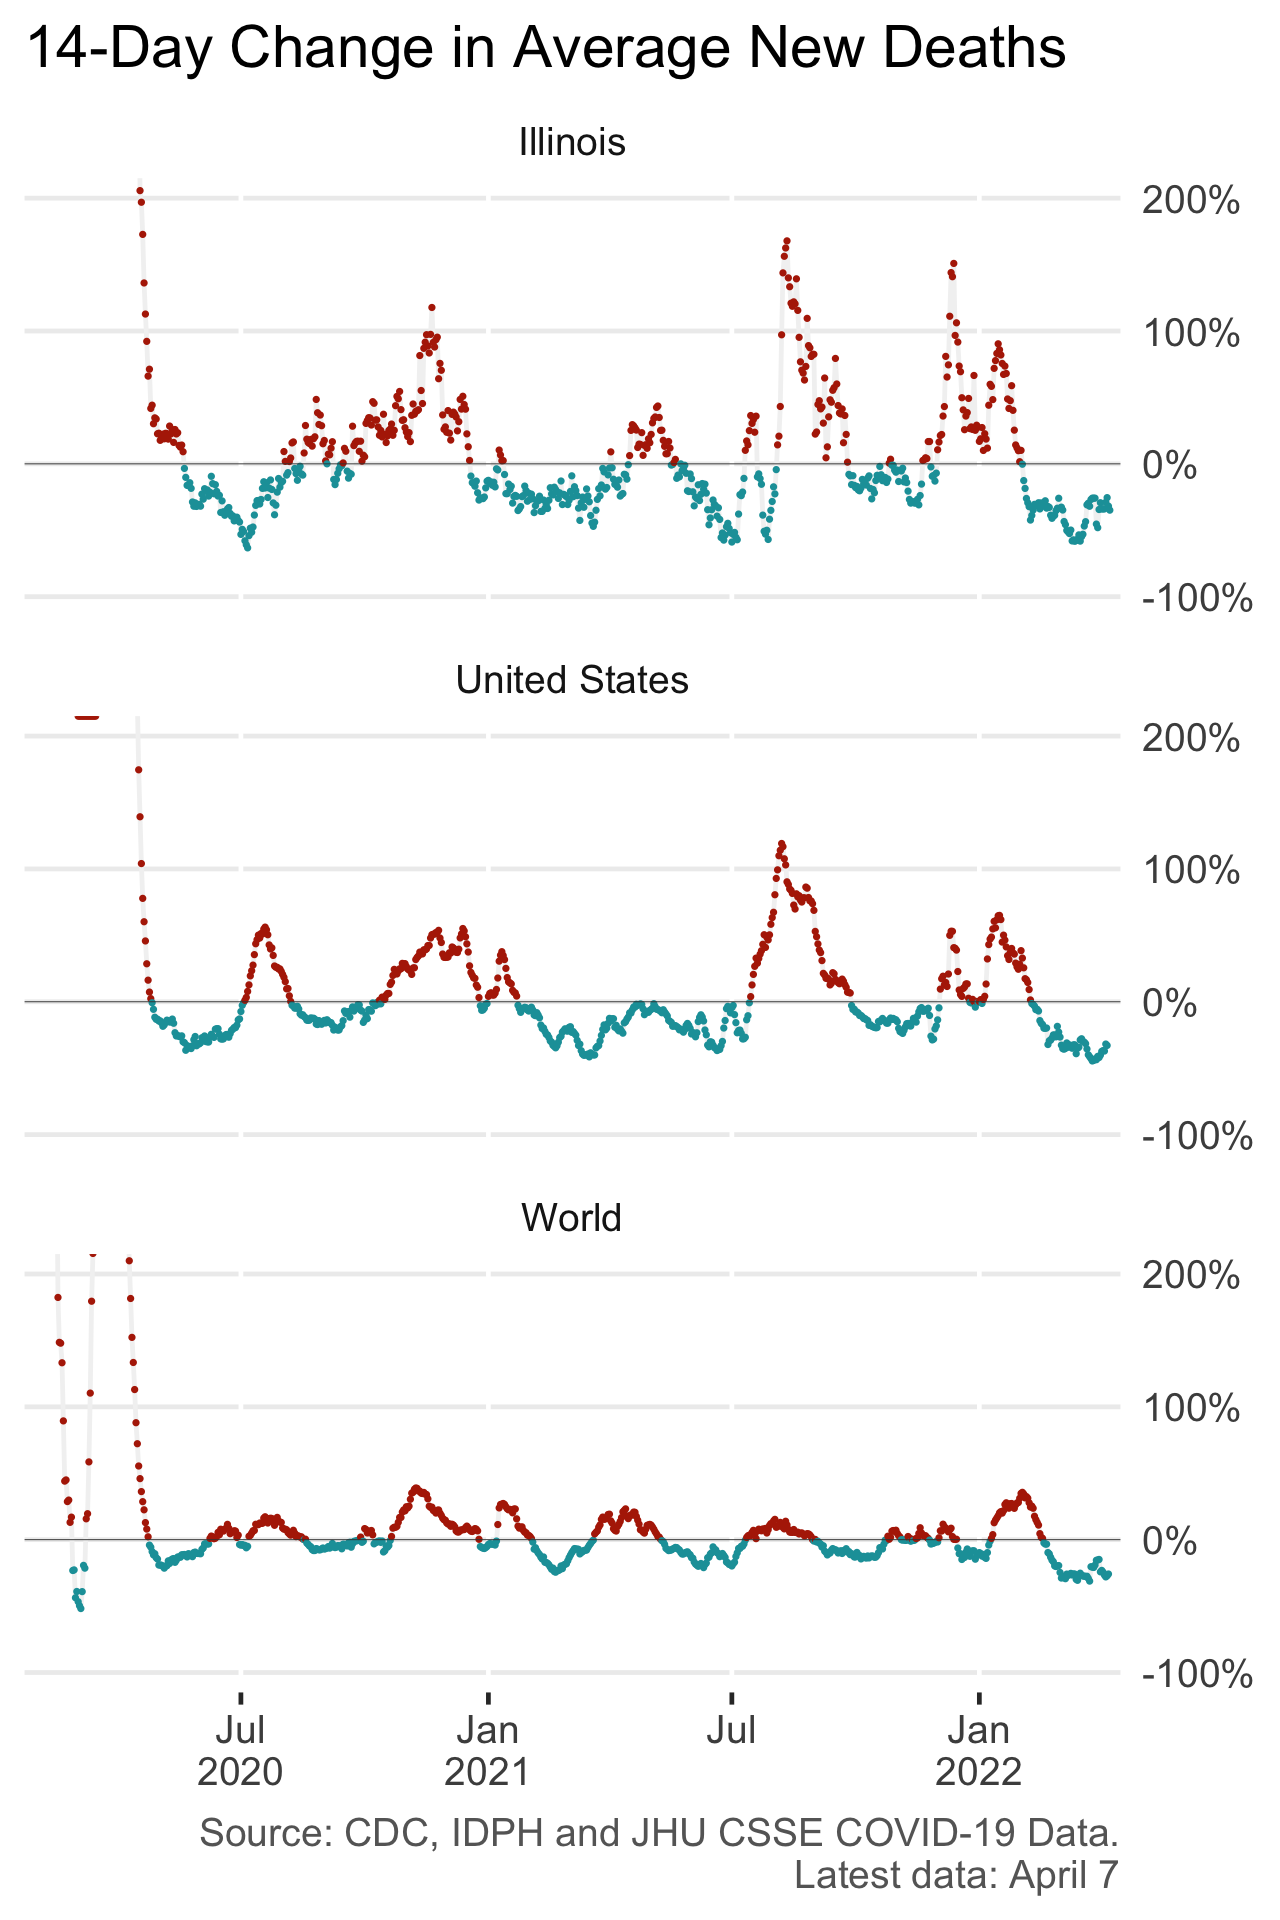 14-Day Change in Average New Deaths
Illinois
200%
100%
0%
-100%
United States
200%
100%
0%
-100%
World
200%
100%
0%
-100%
Jul
2020
Jan
2021
Jul
Jan
2022
Source: CDC, IDPH and JHU CSSE COVID-19 Data.
Latest data: April 7